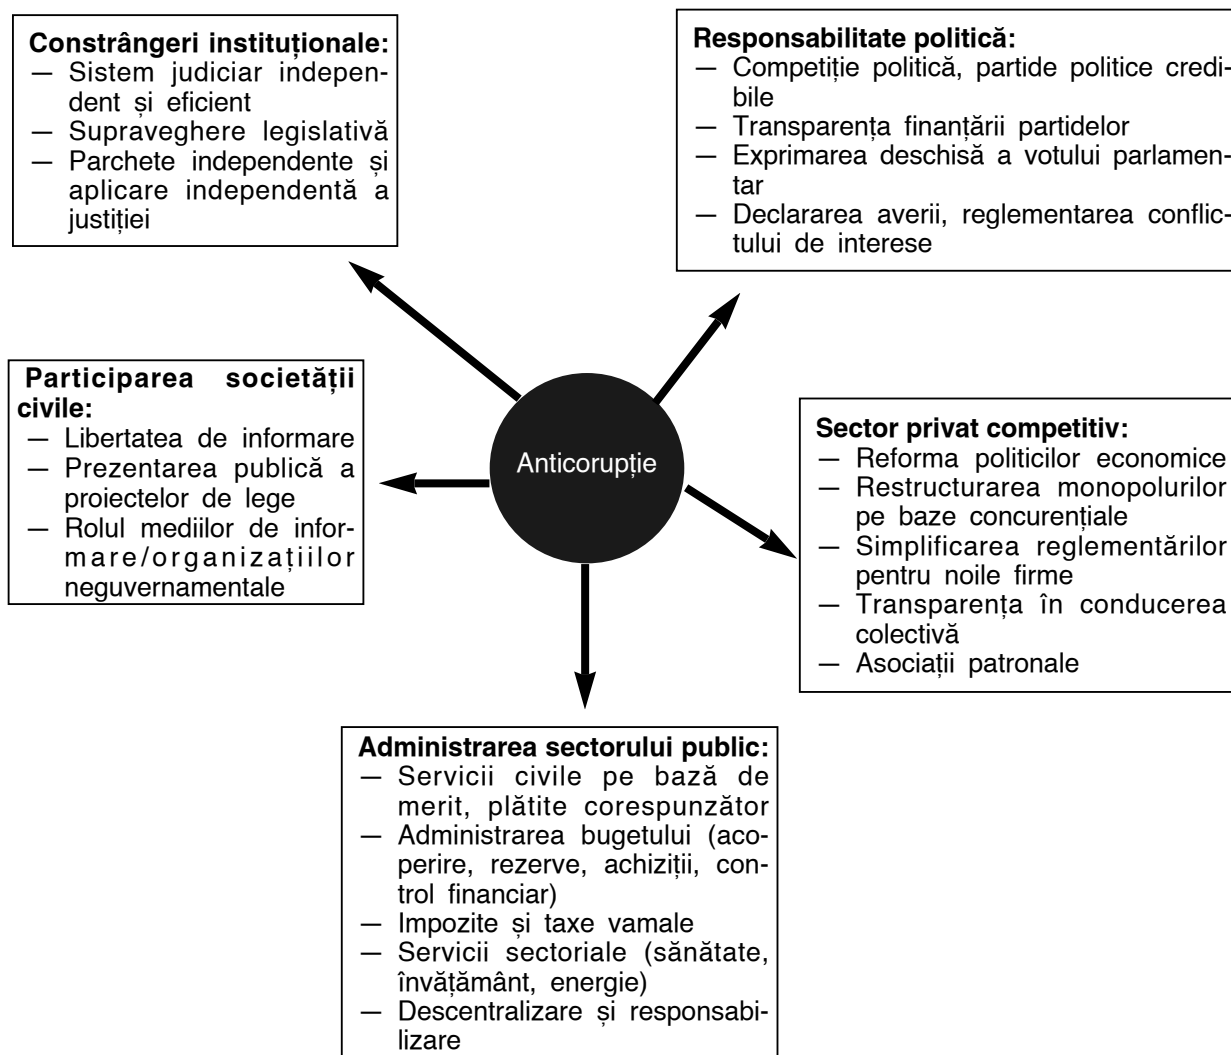 Constrângeri instituționale:
— Sistem judiciar indepen-
dent și eficient
— Supraveghere legislativă
— Parchete independente și
aplicare independentă a
justiției
Responsabilitate politică:
— Competiție politică, partide politice credi-
bile
— Transparența finanțării partidelor
— Exprimarea deschisă a votului parlamen-
tar
— Declararea averii, reglementarea conflic-
tului de interese
Participarea societății
civile:
— Libertatea de informare
— Prezentarea publică a
proiectelor de lege
— Rolul mediilor de infor-
mare/organizațiilor
neguvernamentale
Anticorupție
Sector privat competitiv:
— Reforma politicilor economice
— Restructurarea monopolurilor
pe baze concurențiale
— Simplificarea reglementărilor
pentru noile firme
— Transparența în conducerea
colectivă
— Asociații patronale
Administrarea sectorului public:
— Servicii civile pe bază de
merit, plătite corespunzător
— Administrarea bugetului (aco-
perire, rezerve, achiziții, con-
trol financiar)
— Impozite și taxe vamale
— Servicii sectoriale (sănătate,
învățământ, energie)
— Descentralizare și responsabi-
lizare